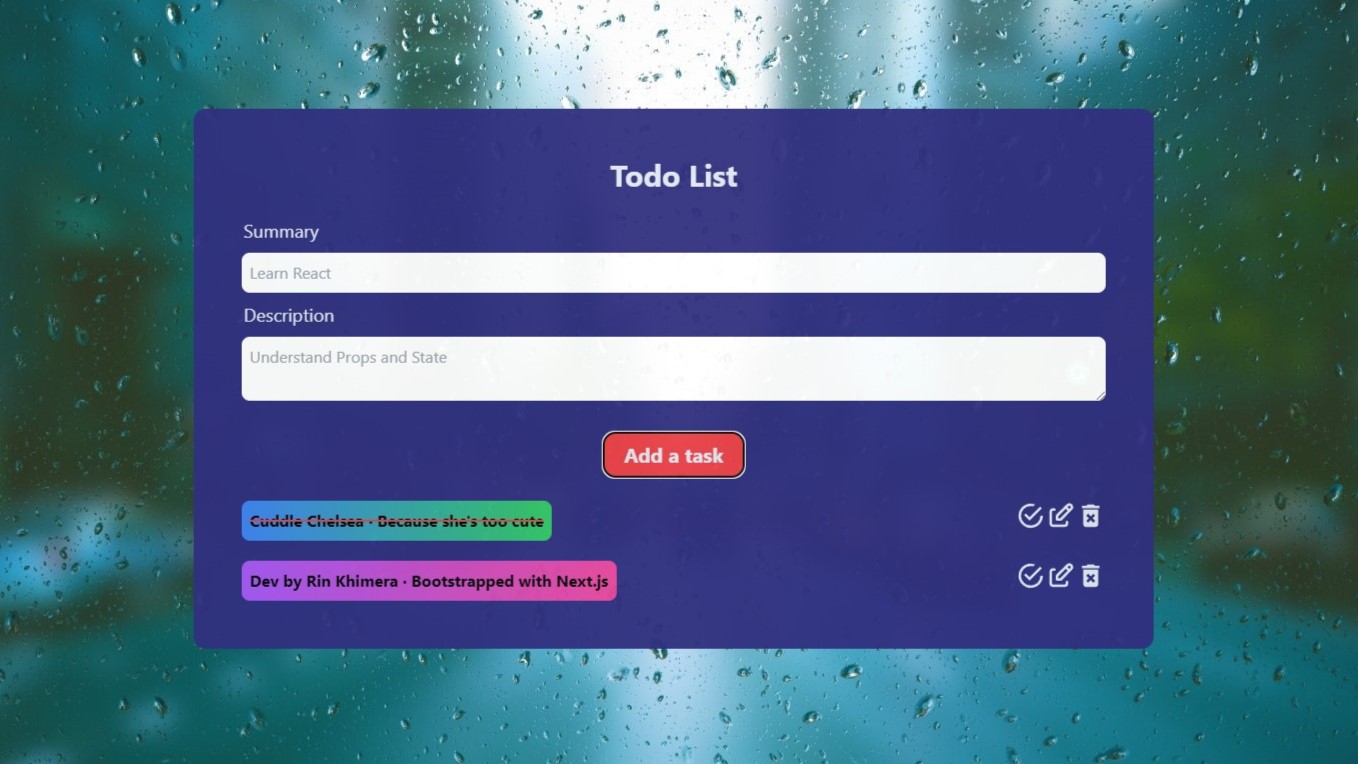 Todo List
Summary
Learn React
Description
Understand Props and State
Add a task
Cuddle Chelsea · Because she's too cute
Dev by Rin Khimera · Bootstrapped with Next.js